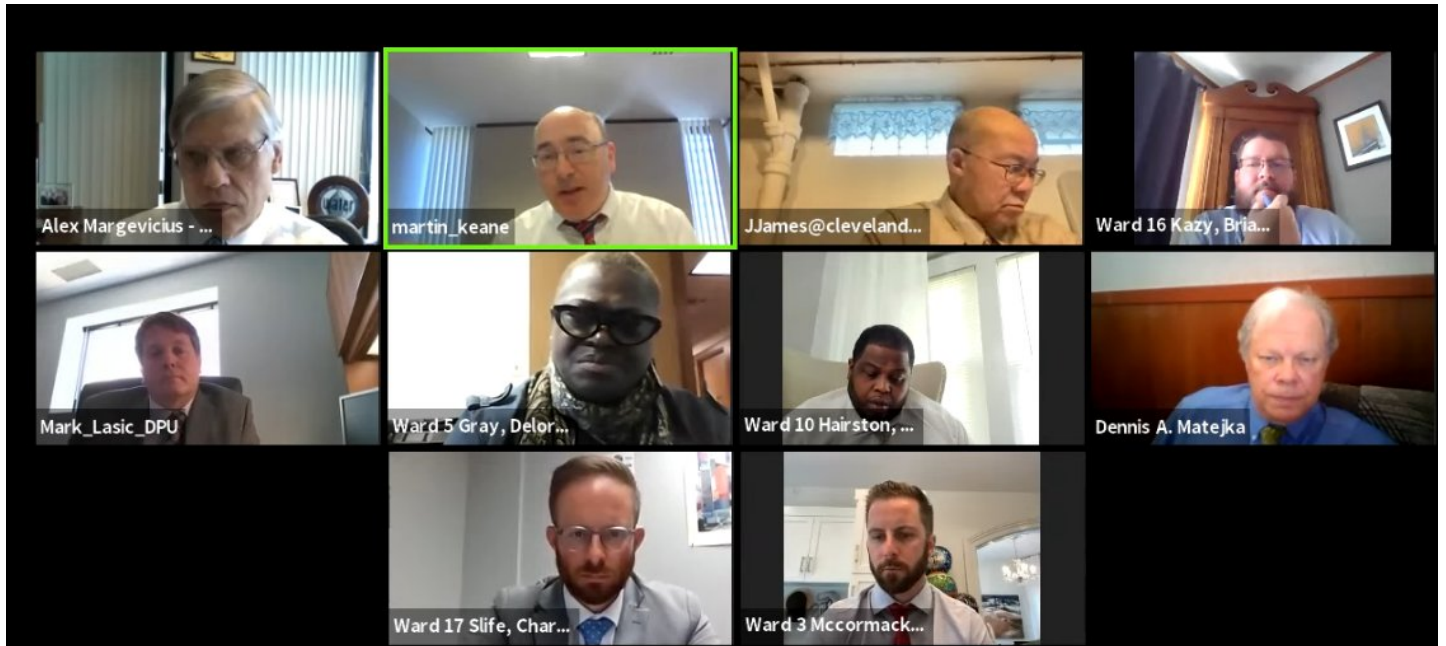 Alex Margevicius - ...
water
martin_keane
JJames@cleveland...
Ward 16 Kazy, Bria...
Mark_Lasic_DPU
Ward 5 Gray, Delor...
Ward 10 Hairston, ...
Dennis A. Matejka
Ward 17 Slife, Char...
Ward 3 Mccormack...